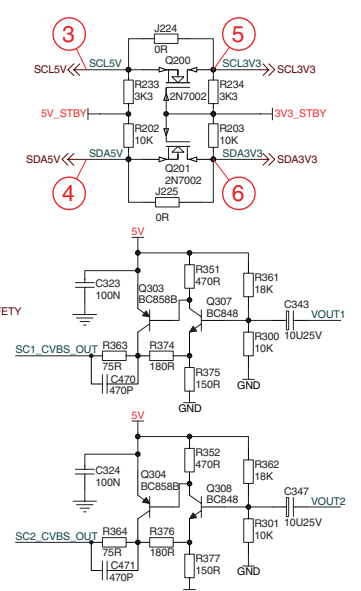 J224
3
0R
5
SCL5V
SCL5V
Q200
SCL3V3
SCL3V3
R233
3K3
2N7002
R234
3K3
5V_STBY
3V3_STBY
R202
10K
R203
10K
SDA5V
SDA5V
Q201
2N7002
SDA3V3
SDA3V3
4
J225
6
0R
5V
C323
100N
Q303
BC858B
R351
470R
Q307
BC848
R361
18K
C343
VOUT1
FETY
SC1_CVBS_OUT
R363
75R
R374
180R
R300
10K
10U25V
C470
470P
R375
150R
GND
GND
5V
C324
100N
Q304
BC858B
R352
470R
Q308
BC848
R362
18K
C347
VOUT2
SC2_CVBS_OUT
R364
75R
R376
180R
R301
10K
10U25V
C471
470P
R377
150R
GND